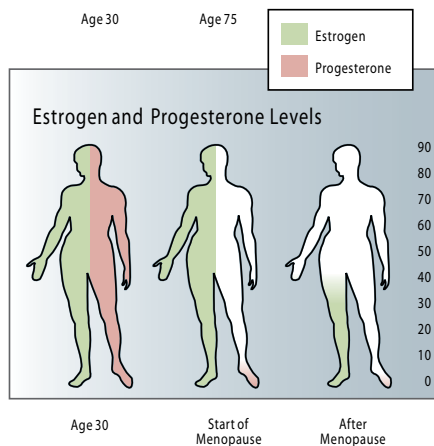 Age 30
Age 75
Estrogen
Progesterone
Estrogen and Progesterone Levels
90
80
70
60
50
40
30
20
10
0
Age 30
Start of
Menopause
After
Menopause